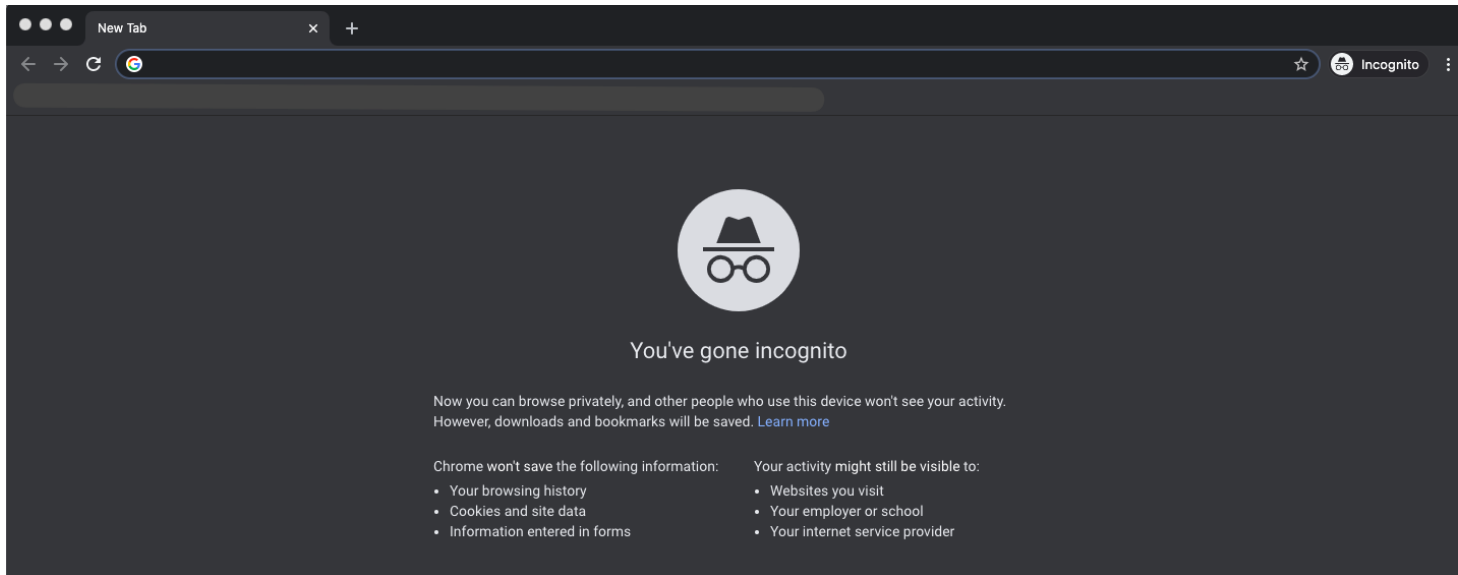 New Tab
Incognito
You've gone incognito
Now you can browse privately, and other people who use this device won't see your activity.
However, downloads and bookmarks will be saved. Learn more
Chrome won't save the following information:
• Your browsing history
• Cookies and site data
• Information entered in forms
Your activity might still be visible to:
• Websites you visit
• Your employer or school
• Your internet service provider